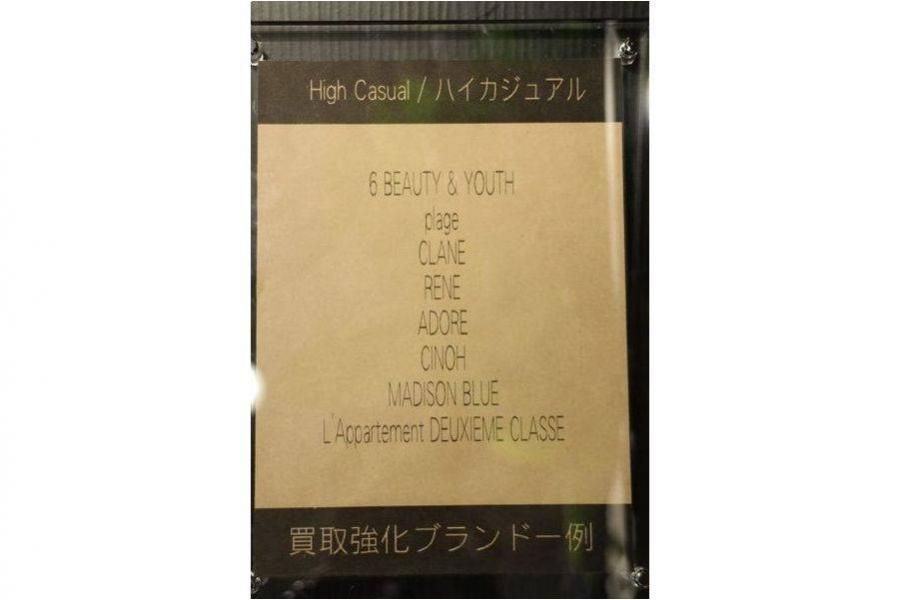 High Casual / ハイカジュアル
6 BEAUTY & YOUTH
plage
CLANE
RENE
ADORE
CINOH
MADISON BLUE
L'Appartement DEUXIEME CLASSE
買取強化ブランド一例